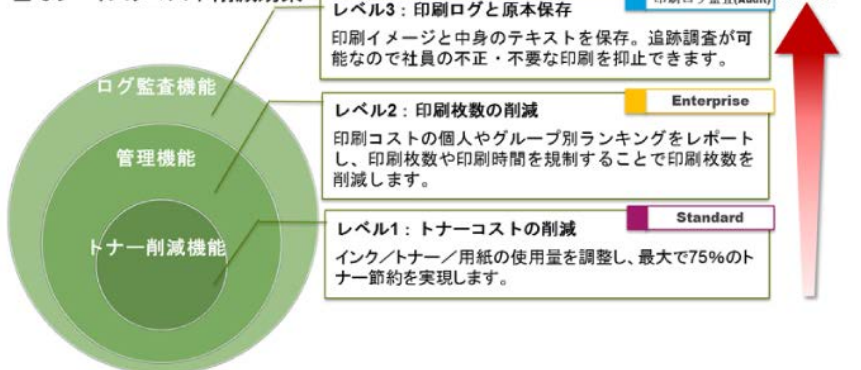 レベル3：印刷ログと原本保存
印刷ログ監査(Audit)
印刷イメージと中身のテキストを保存。追跡調査が可
能なので社員の不正・不要な印刷を抑止できます。
ログ監査機能
レベル2：印刷枚数の削減
Enterprise
印刷コストの個人やグループ別ランキングをレポート
し、印刷枚数や印刷時間を規制することで印刷枚数を
削減します。
管理機能
レベル1：トナーコストの削減
Standard
インク／トナー／用紙の使用量を調整し、最大で75%のト
ナー節約を実現します。
トナー削減機能